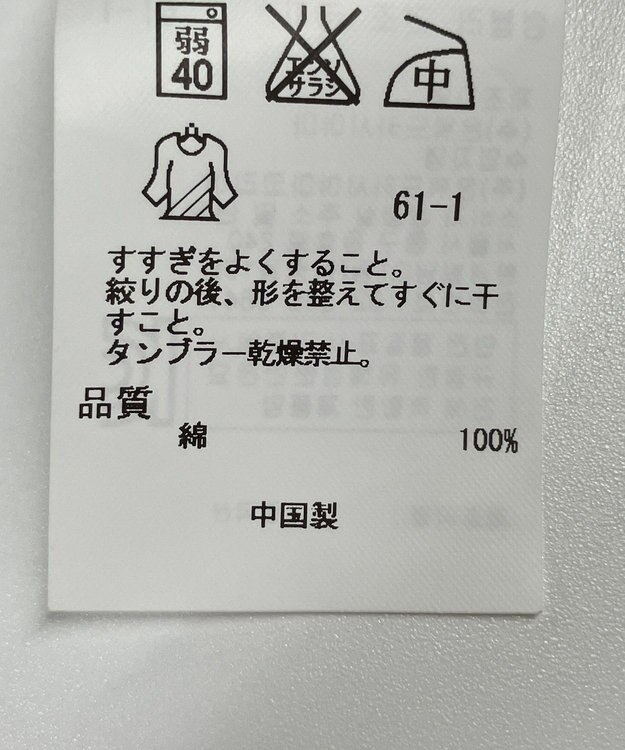 弱
40
エンソ
サラシ
中
61-1
すすぎをよくすること。
絞りの後、形を整えてすぐに干
すこと。
タンブラー乾燥禁止。
品質
綿 100%
中国製